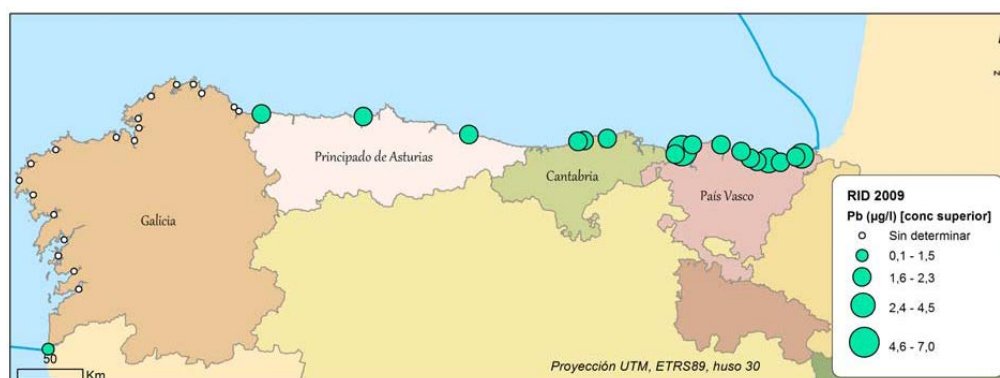 Principado de Asturias
Cantabria
País Vasco
Galicia
RID 2009
Pb (µg/l) [conc superior]
Sin determinar
0,1 - 1,5
1,6 - 2,3
2,4 - 4,5
4,6 - 7,0
50
Km
Proyección UTM, ETRS89, huso 30